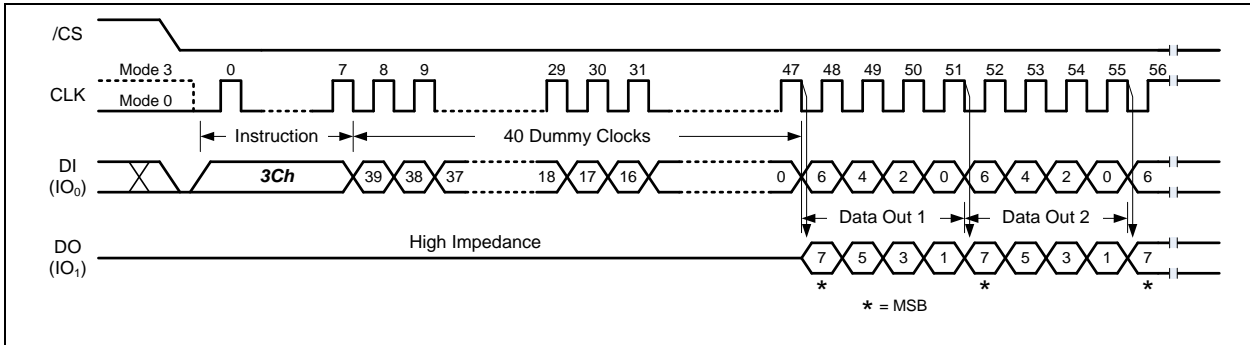 /CS
Mode 3 0 7 8 9 29 30 31 47 48 49 50 51 52 53 54 55 56
CLK
Mode 0
Instruction 40 Dummy Clocks
DI
(IO0)
3Ch 39 38 37 18 17 16 0 6 4 2 0 6 4 2 0 6
Data Out 1 Data Out 2
DO
(IO1)
High Impedance
7 5 3 1 7 5 3 1 7
* * *
* = MSB